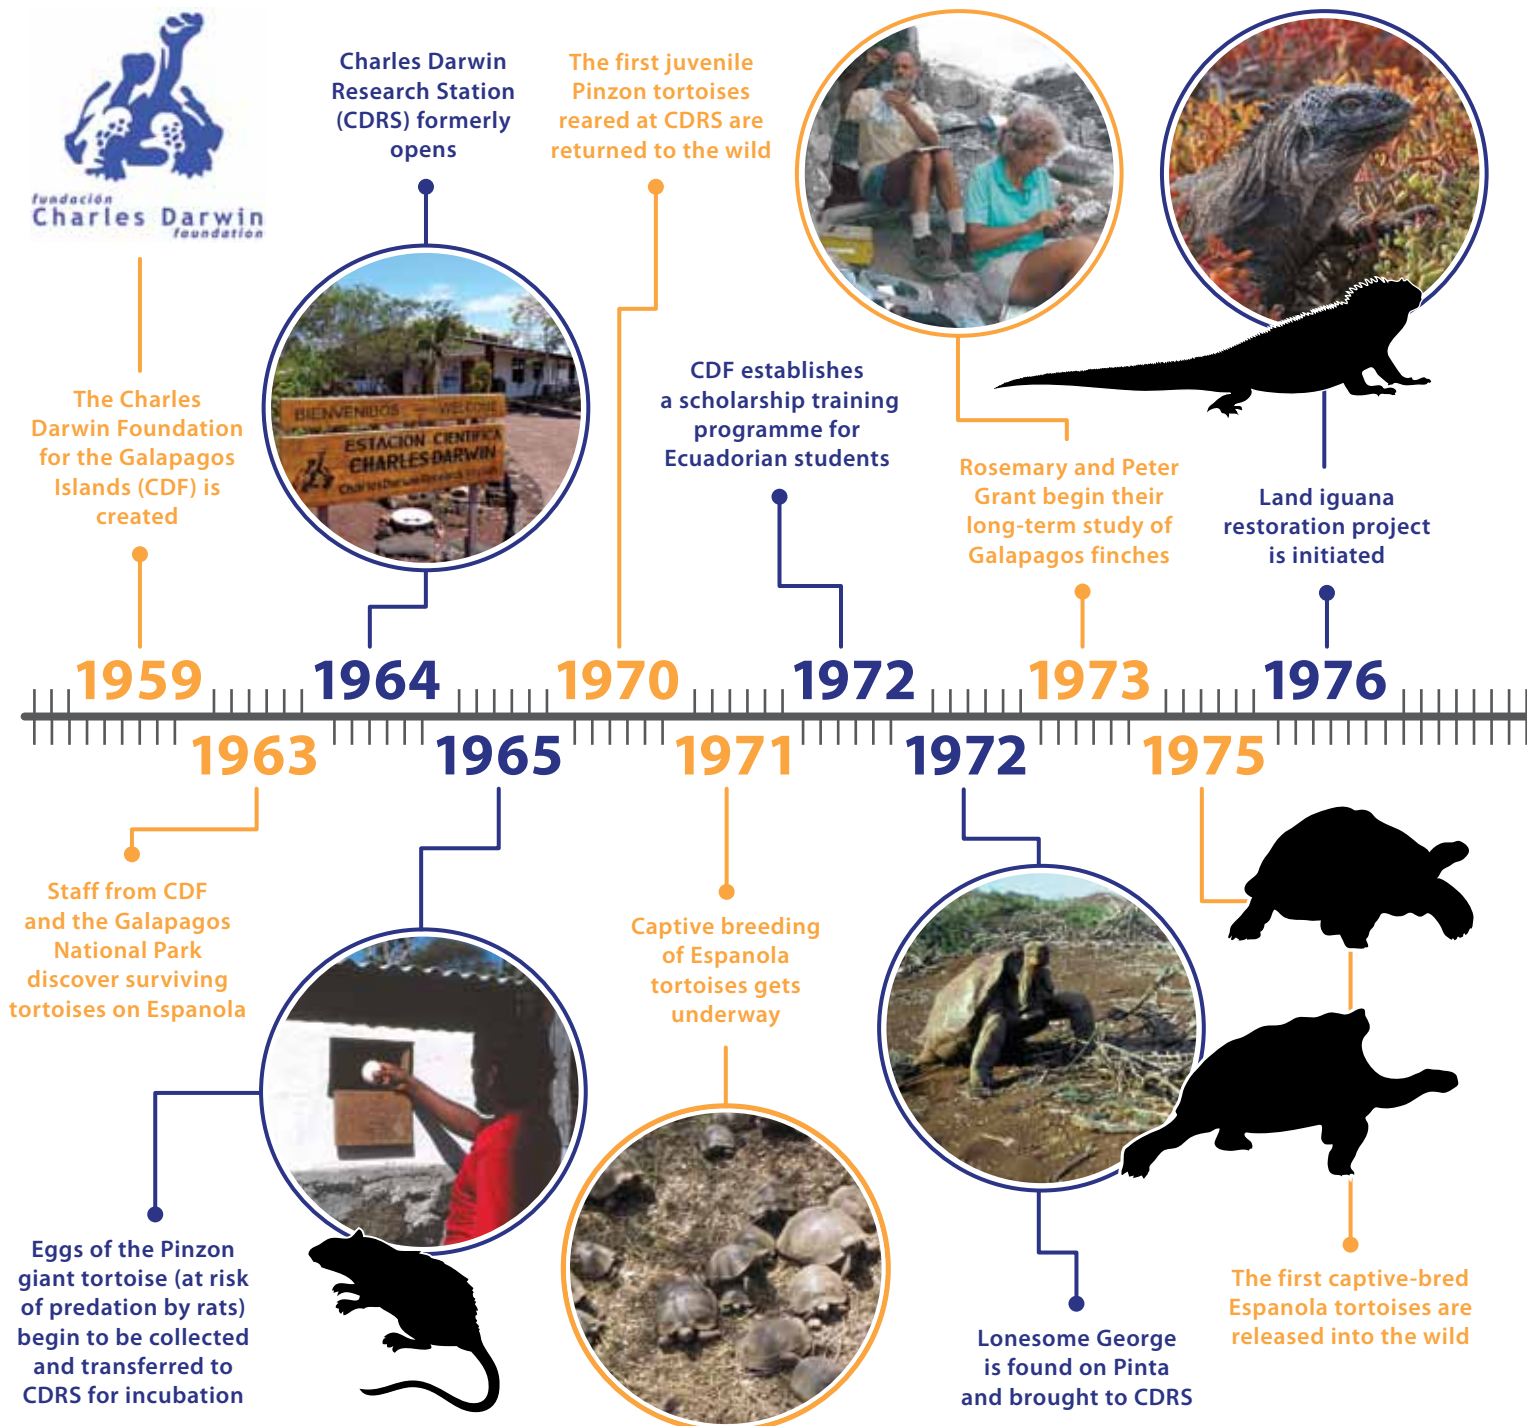 fundación
Charles Darwin
foundation
The Charles
Darwin Foundation
for the Galapagos
Islands (CDF) is
created
Charles Darwin
Research Station
(CDRS) formerly
opens
BIENVENIDOS WELCOME
ESTACION CIENTIFICA
CHARLES DARWIN
Charles Darwin Research Station
The first juvenile
Pinzon tortoises
reared at CDRS are
returned to the wild
CDF establishes
a scholarship training
programme for
Ecuadorian students
Rosemary and Peter
Grant begin their
long-term study of
Galapagos finches
Land iguana
restoration project
is initiated
1959
1964
1970
1972
1973
1976
1963
1965
1971
1972
1975
Staff from CDF
and the Galapagos
National Park
discover surviving
tortoises on Espanola
Eggs of the Pinzon
giant tortoise (at risk
of predation by rats)
begin to be collected
and transferred to
CDRS for incubation
Captive breeding
of Espanola
tortoises gets
underway
Lonesome George
is found on Pinta
and brought to CDRS
The first captive-bred
Espanola tortoises are
released into the wild